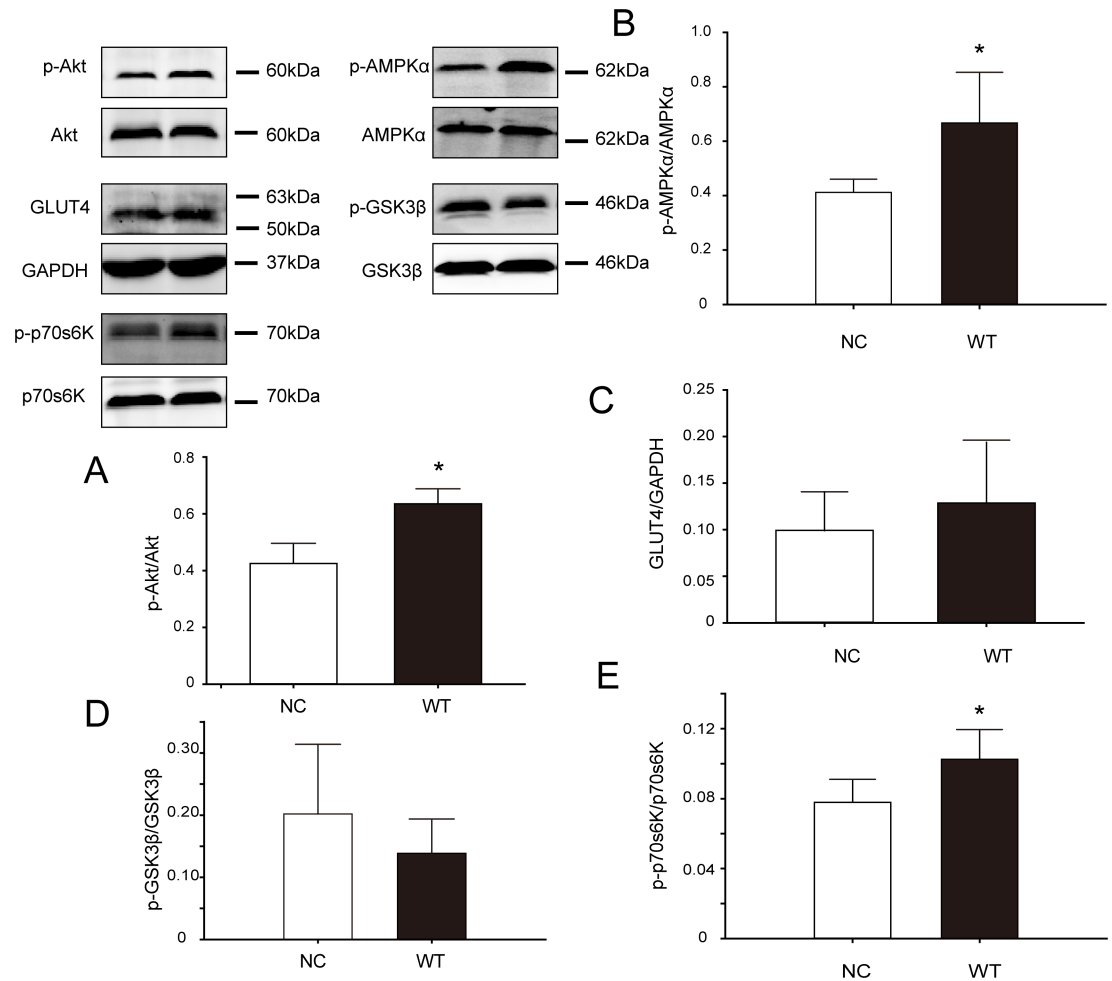 p-Akt
60kDa
Akt
60kDa
GLUT4
63kDa
50kDa
GAPDH
37kDa
p-p70s6K
70kDa
p70s6K
70kDa
p-AMPKα
62kDa
AMPKα
62kDa
p-GSK3β
46kDa
GSK3β
46kDa
A
p-Akt/Akt
0.8
0.6
0.4
0.2
0
*
NC
WT
B
p-AMPKα/AMPKα
1.0
0.8
0.6
0.4
0.2
0
*
NC
WT
C
GLUT4/GAPDH
0.25
0.20
0.15
0.10
0.05
0
NC
WT
D
p-GSK3β/GSK3β
0.30
0.20
0.10
0
NC
WT
E
p-p70s6K/p70s6K
0.12
0.08
0.04
0
*
NC
WT